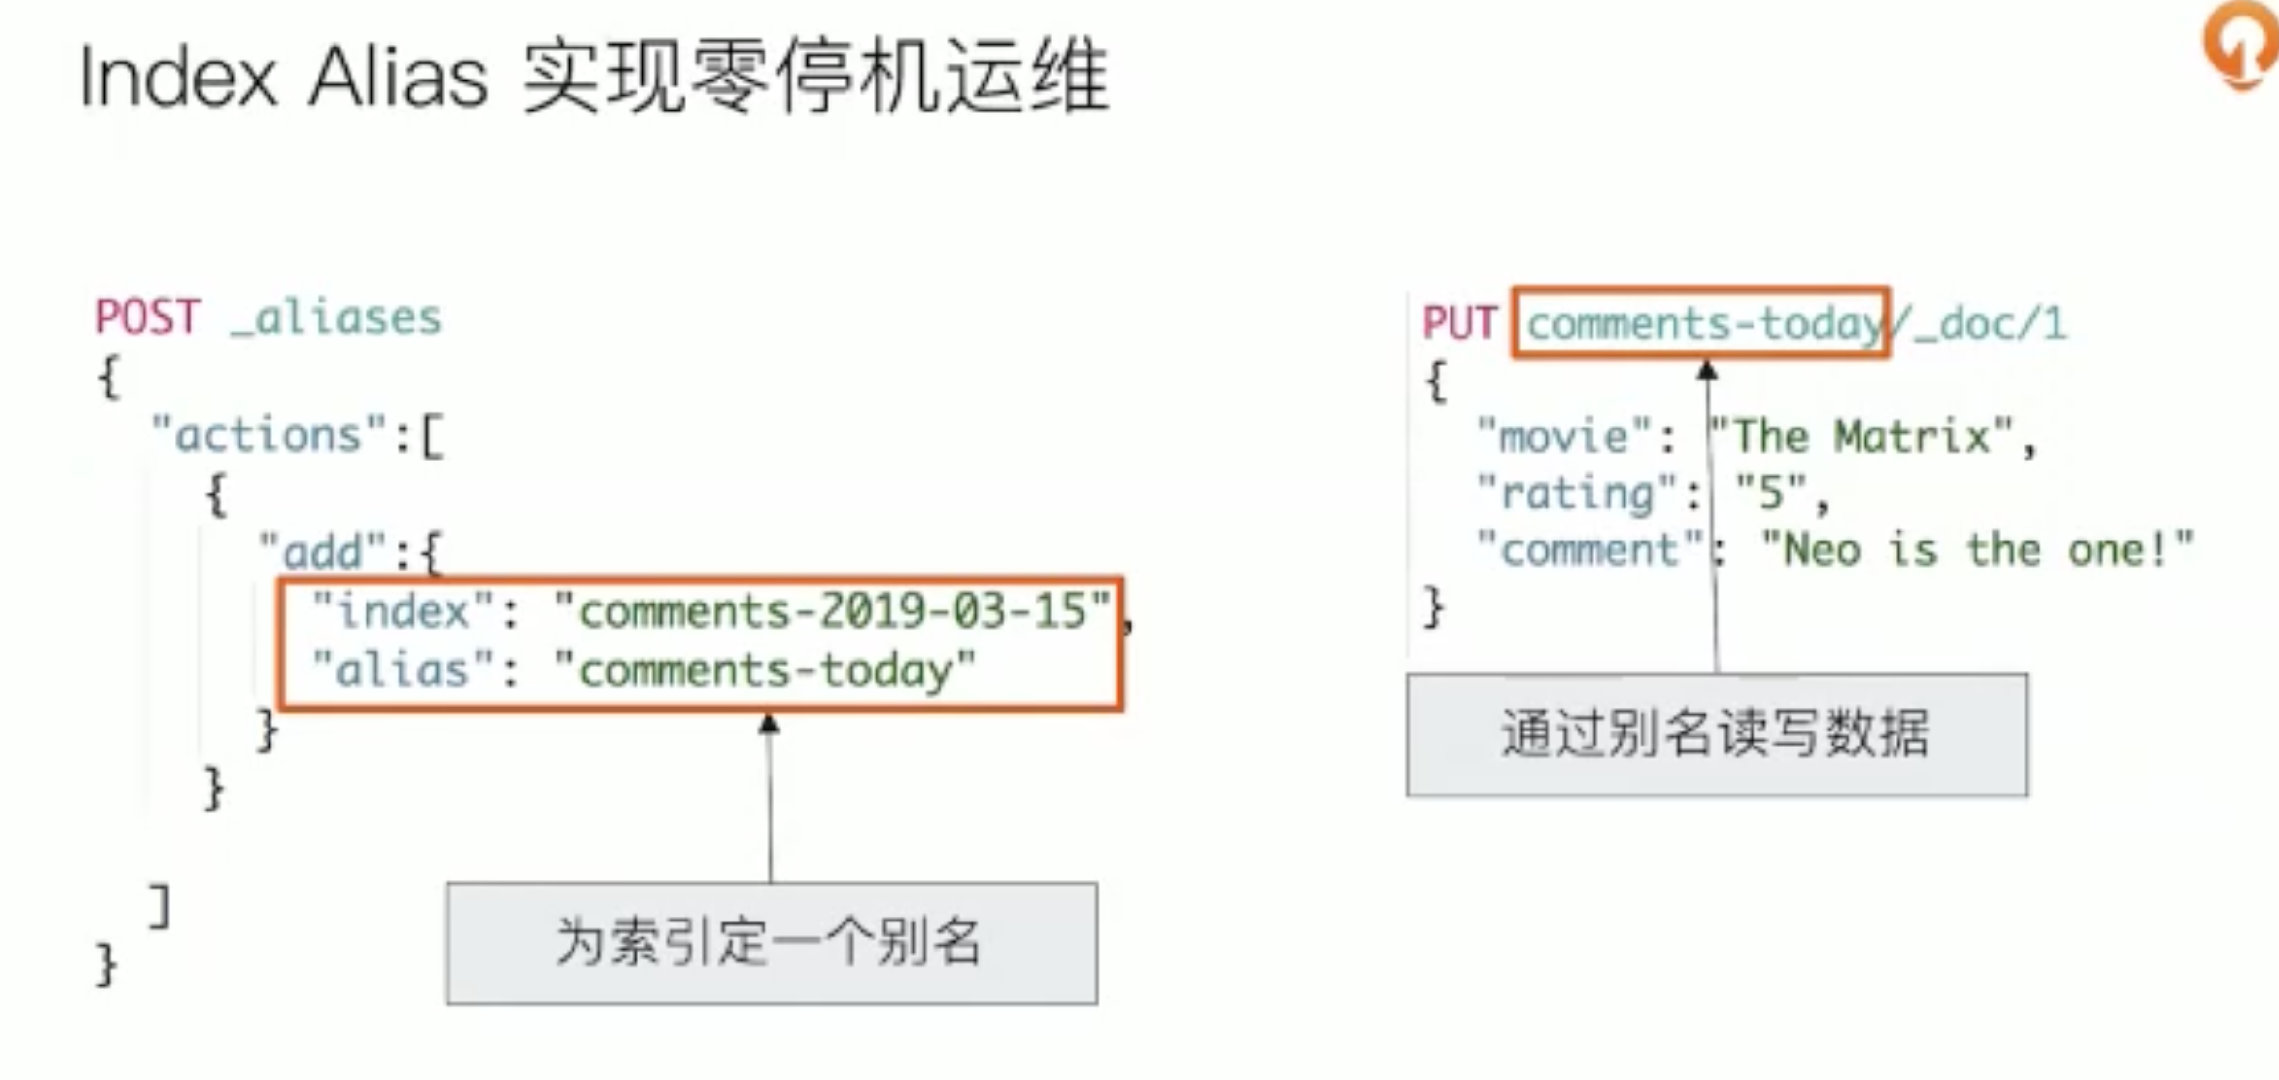 Index Alias 实现零停机运维
POST _aliases
{
"actions":[
{
"add":{
"index": "comments-2019-03-15",
"alias": "comments-today"
}
}
]
}
为索引定一个别名
PUT comments-today/_doc/1
{
"movie": "The Matrix",
"rating": "5",
"comment": "Neo is the one!"
}
通过别名读写数据